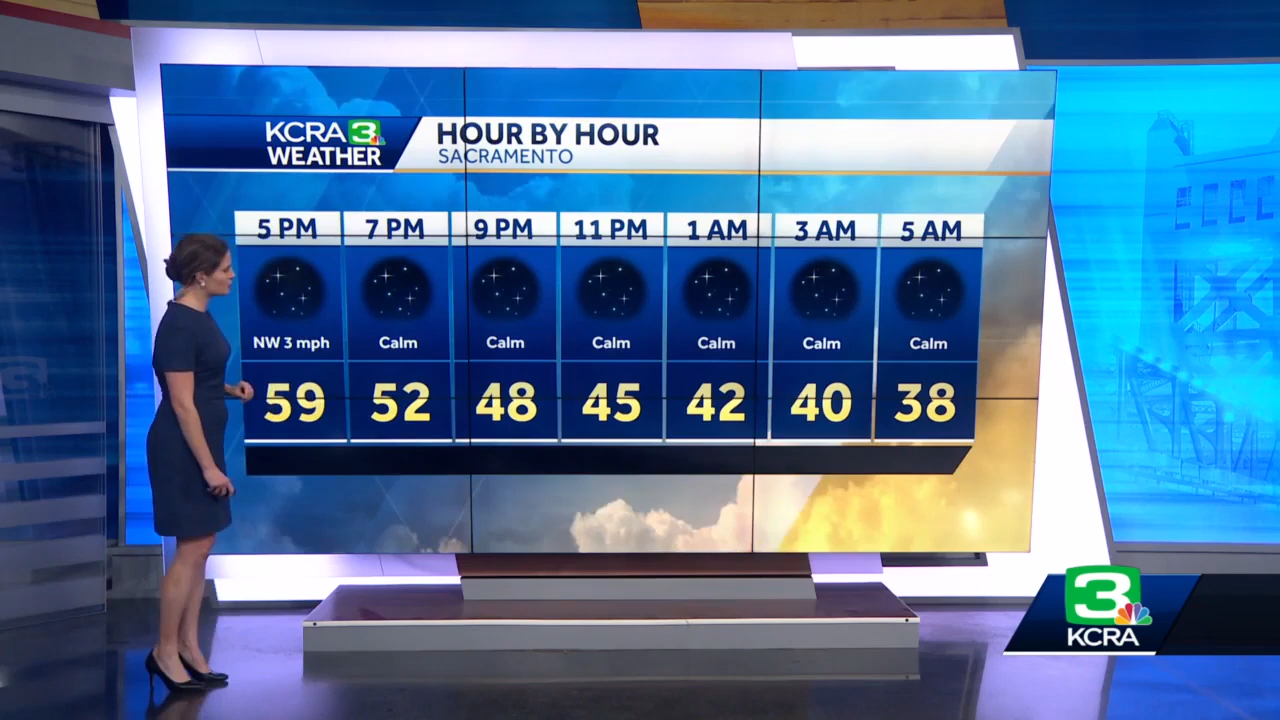 KCRA 3
WEATHER
HOUR BY HOUR
SACRAMENTO
5 PM 7 PM 9 PM 11 PM 1 AM 3 AM 5 AM
NW 3 mph Calm Calm Calm Calm Calm Calm
59 52 48 45 42 40 38
3
KCRA